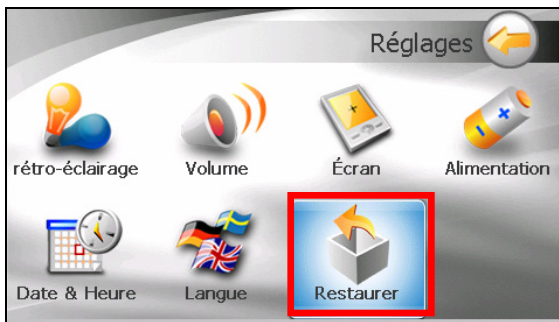 Réglages
rétro-éclairage
Volume
Écran
Alimentation
Date & Heure
Langue
Restaurer